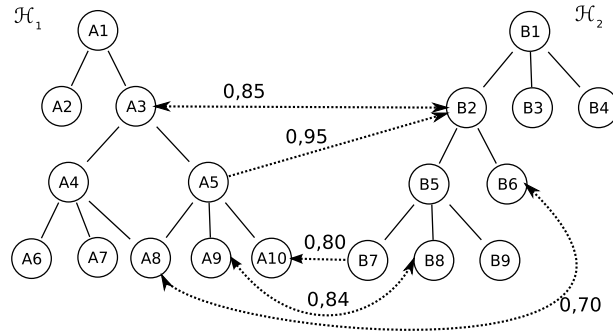 ℋ₁ ℋ₂
A1 B1
A2 A3 0,85 B2 B3 B4
0,95
A4 A5 B5 B6
A6 A7 A8 A9 A10 0,80 B7 B8 B9
0,84 0,70